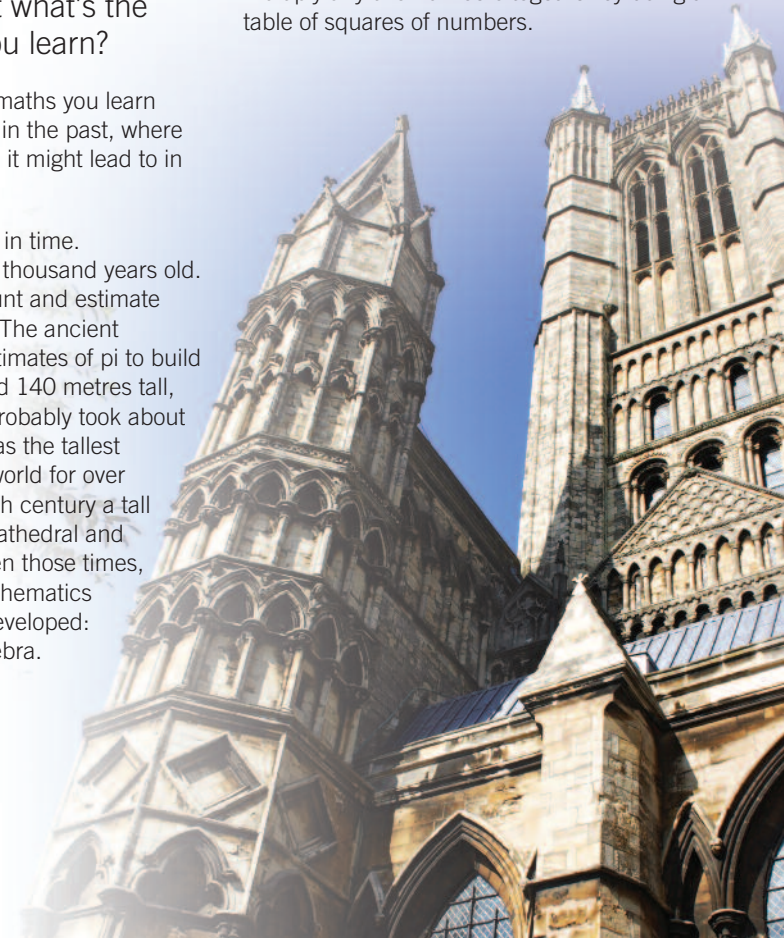 t what's the
ou learn?
maths you learn
in the past, where
it might lead to in
in time.
thousand years old.
unt and estimate
The ancient
timates of pi to build
d 140 metres tall,
robably took about
as the tallest
world for over
h century a tall
athedral and
en those times,
hematics
eveloped:
ebra.
table of squares of numbers.